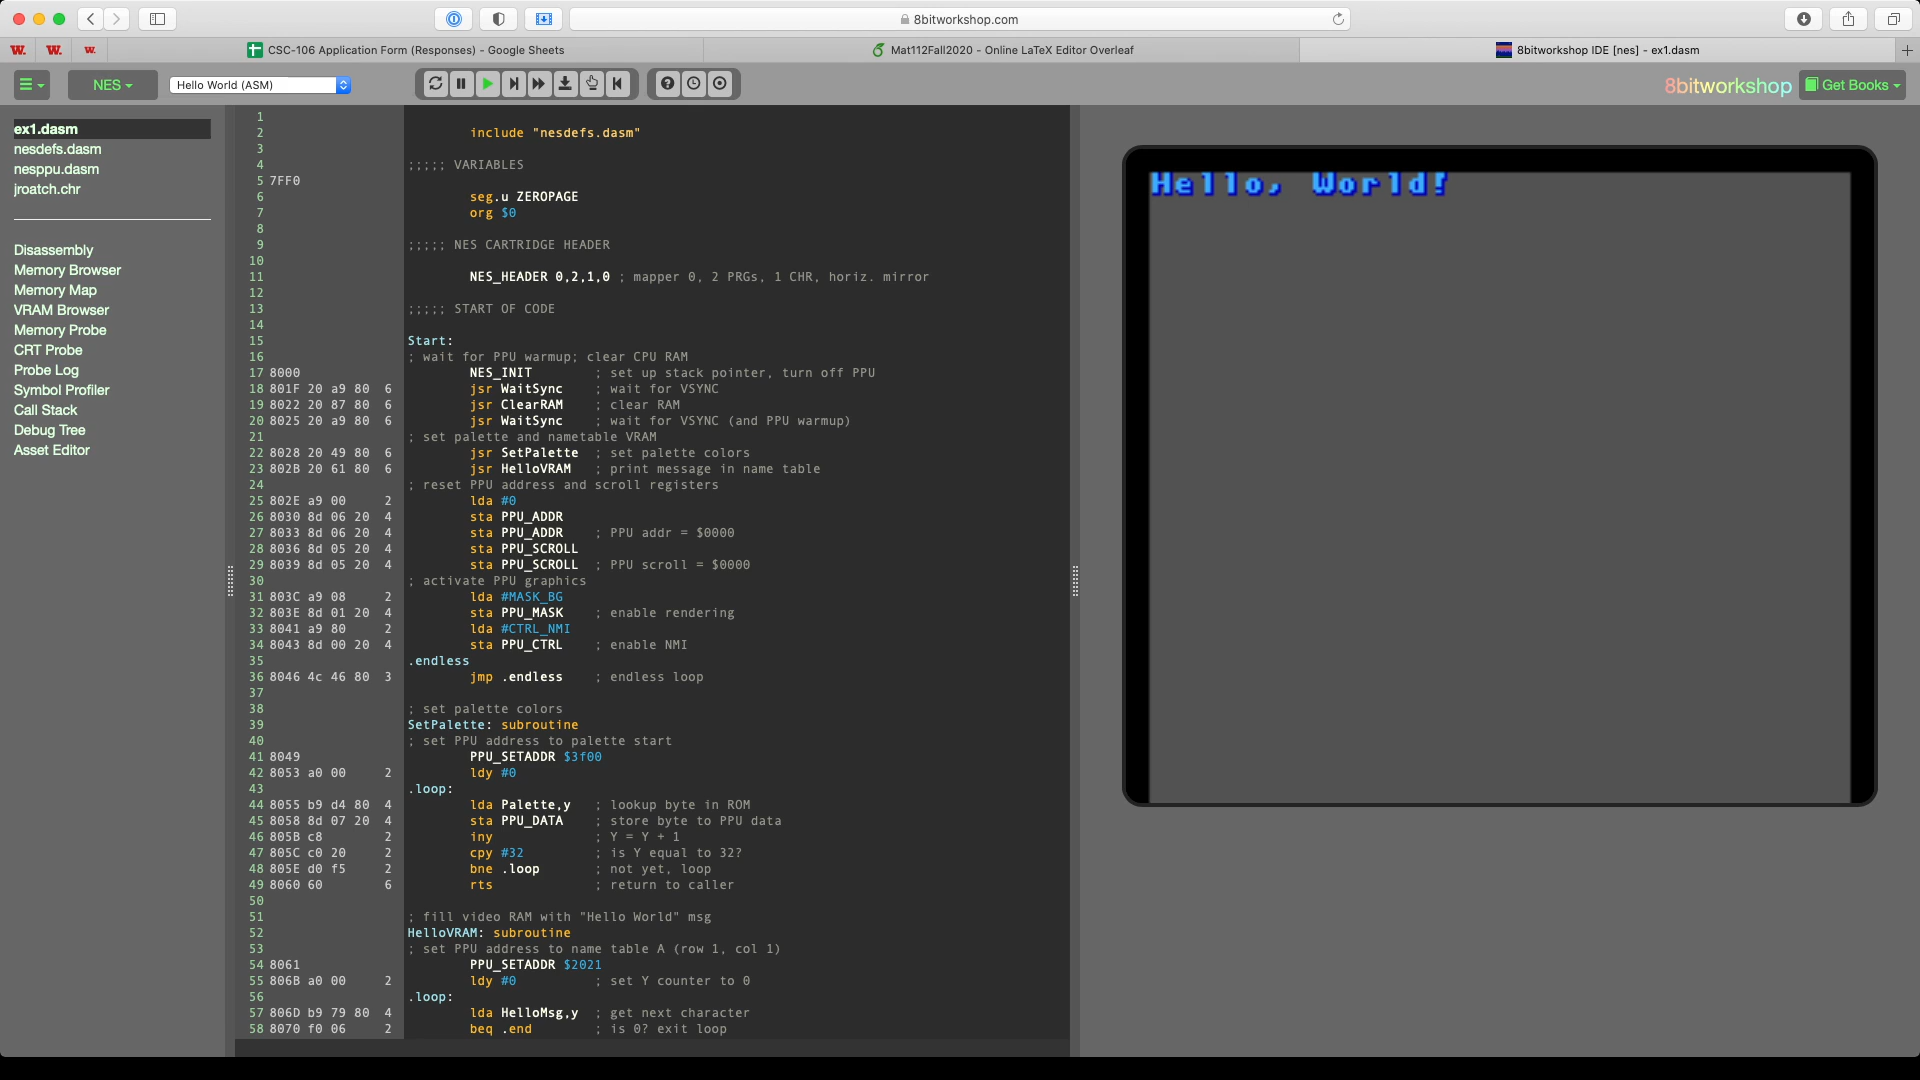 8bitworkshop.com
W. W. W. CSC-106 Application Form (Responses) - Google Sheets Mat112Fall2020 - Online LaTeX Editor Overleaf 8bitworkshop IDE [nes] - ex1.dasm
NES Hello World (ASM) 8bitworkshop Get Books
ex1.dasm
nesdefs.dasm
nesppu.dasm
jroatch.chr
Disassembly
Memory Browser
Memory Map
VRAM Browser
Memory Probe
CRT Probe
Probe Log
Symbol Profiler
Call Stack
Debug Tree
Asset Editor
1
2 include "nesdefs.dasm"
3
4 ;;;;; VARIABLES
5 7FF0
6 seg.u ZEROPAGE
7 org $0
8
9 ;;;;; NES CARTRIDGE HEADER
10
11 NES_HEADER 0,2,1,0 ; mapper 0, 2 PRGs, 1 CHR, horiz. mirror
12
13 ;;;;; START OF CODE
14
15 Start:
16 ; wait for PPU warmup; clear CPU RAM
17 8000 NES_INIT ; set up stack pointer, turn off PPU
18 801F 20 a9 80 6 jsr WaitSync ; wait for VSYNC
19 8022 20 87 80 6 jsr ClearRAM ; clear RAM
20 8025 20 a9 80 6 jsr WaitSync ; wait for VSYNC (and PPU warmup)
21 ; set palette and nametable VRAM
22 8028 20 49 80 6 jsr SetPalette ; set palette colors
23 802B 20 61 80 6 jsr HelloVRAM ; print message in name table
24 ; reset PPU address and scroll registers
25 802E a9 00 2 lda #0
26 8030 8d 06 20 4 sta PPU_ADDR
27 8033 8d 06 20 4 sta PPU_ADDR ; PPU addr = $0000
28 8036 8d 05 20 4 sta PPU_SCROLL
29 8039 8d 05 20 4 sta PPU_SCROLL ; PPU scroll = $0000
30 ; activate PPU graphics
31 803C a9 08 2 lda #MASK_BG
32 803E 8d 01 20 4 sta PPU_MASK ; enable rendering
33 8041 a9 80 2 lda #CTRL_NMI
34 8043 8d 00 20 4 sta PPU_CTRL ; enable NMI
35 .endless
36 8046 4c 46 80 3 jmp .endless ; endless loop
37
38 ; set palette colors
39 SetPalette: subroutine
40 ; set PPU address to palette start
41 8049 PPU_SETADDR $3f00
42 8053 a0 00 2 ldy #0
43 .loop:
44 8055 b9 d4 80 4 lda Palette,y ; lookup byte in ROM
45 8058 8d 07 20 4 sta PPU_DATA ; store byte to PPU data
46 805B c8 2 iny ; Y = Y + 1
47 805C c0 20 2 cpy #32 ; is Y equal to 32?
48 805E d0 f5 2 bne .loop ; not yet, loop
49 8060 60 6 rts ; return to caller
50
51 ; fill video RAM with "Hello World" msg
52 HelloVRAM: subroutine
53 ; set PPU address to name table A (row 1, col 1)
54 8061 PPU_SETADDR $2021
55 806B a0 00 2 ldy #0 ; set Y counter to 0
56 .loop:
57 806D b9 79 80 4 lda HelloMsg,y ; get next character
58 8070 f0 06 2 beq .end ; is 0? exit loop
Hello, World!